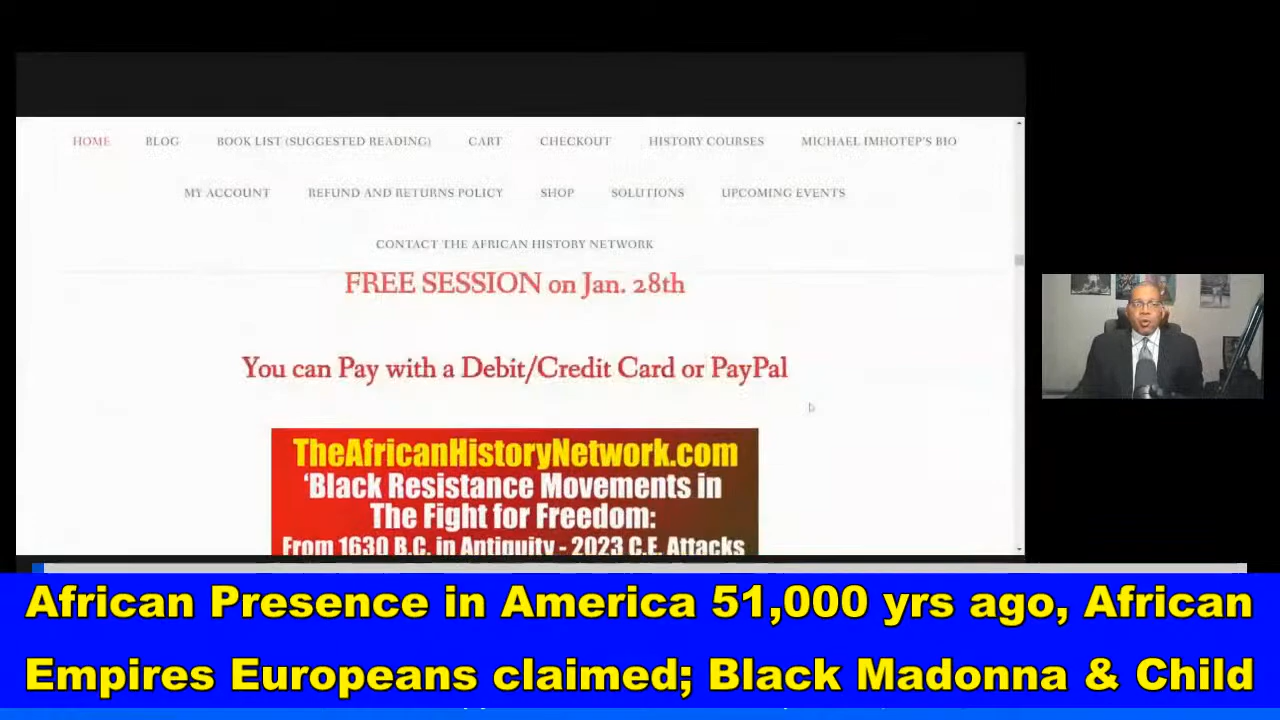 HOME BLOG BOOK LIST (SUGGESTED READING) CART CHECKOUT HISTORY COURSES MICHAEL IMHOTEP'S BIO
MY ACCOUNT REFUND AND RETURNS POLICY SHOP SOLUTIONS UPCOMING EVENTS
CONTACT THE AFRICAN HISTORY NETWORK
FREE SESSION on Jan. 28th
You can Pay with a Debit/Credit Card or PayPal
TheAfricanHistoryNetwork.com
‘Black Resistance Movements in
The Fight for Freedom:
From 1630 B.C. in Antiquity - 2023 C.E. Attacks
African Presence in America 51,000 yrs ago, African
Empires Europeans claimed; Black Madonna & Child